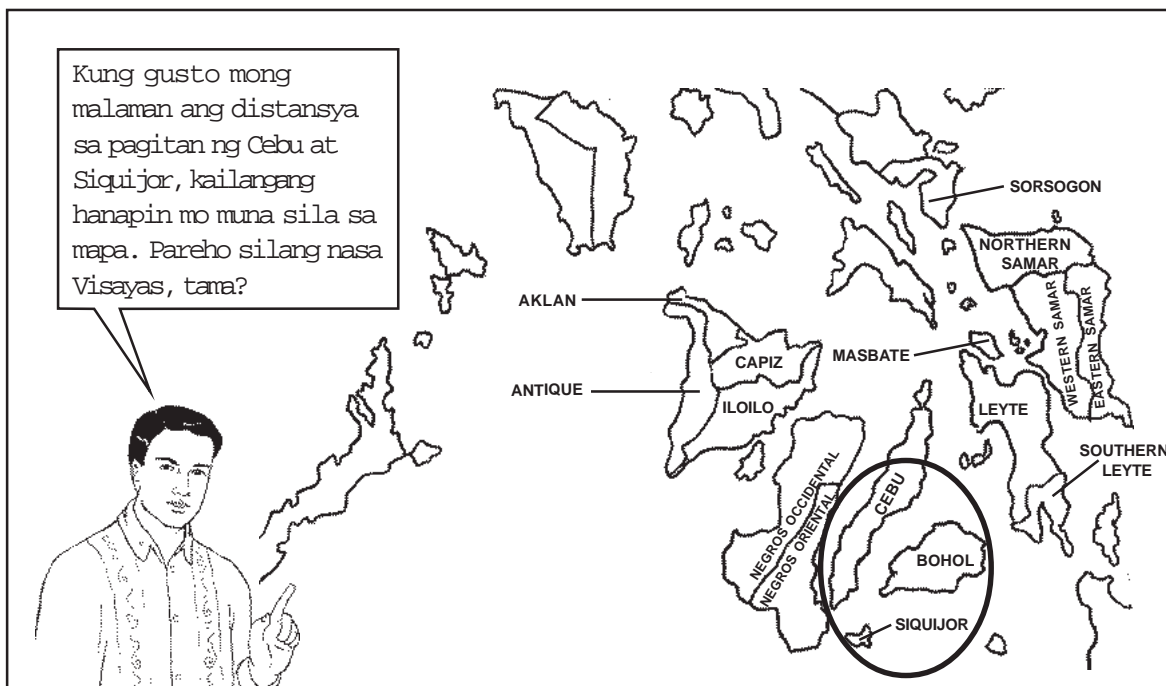 Kung gusto mong
malaman ang distansya
sa pagitan ng Cebu at
Siquijor, kailangang
hanapin mo muna sila sa
mapa. Pareho silang nasa
Visayas, tama?
SORSOGON
NORTHERN
SAMAR
AKLAN
WESTERN SAMAR
EASTERN SAMAR
MASBATE
CAPIZ
ANTIQUE
ILOILO
LEYTE
SOUTHERN
LEYTE
NEGROS OCCIDENTAL
NEGROS ORIENTAL
CEBU
BOHOL
SIQUIJOR